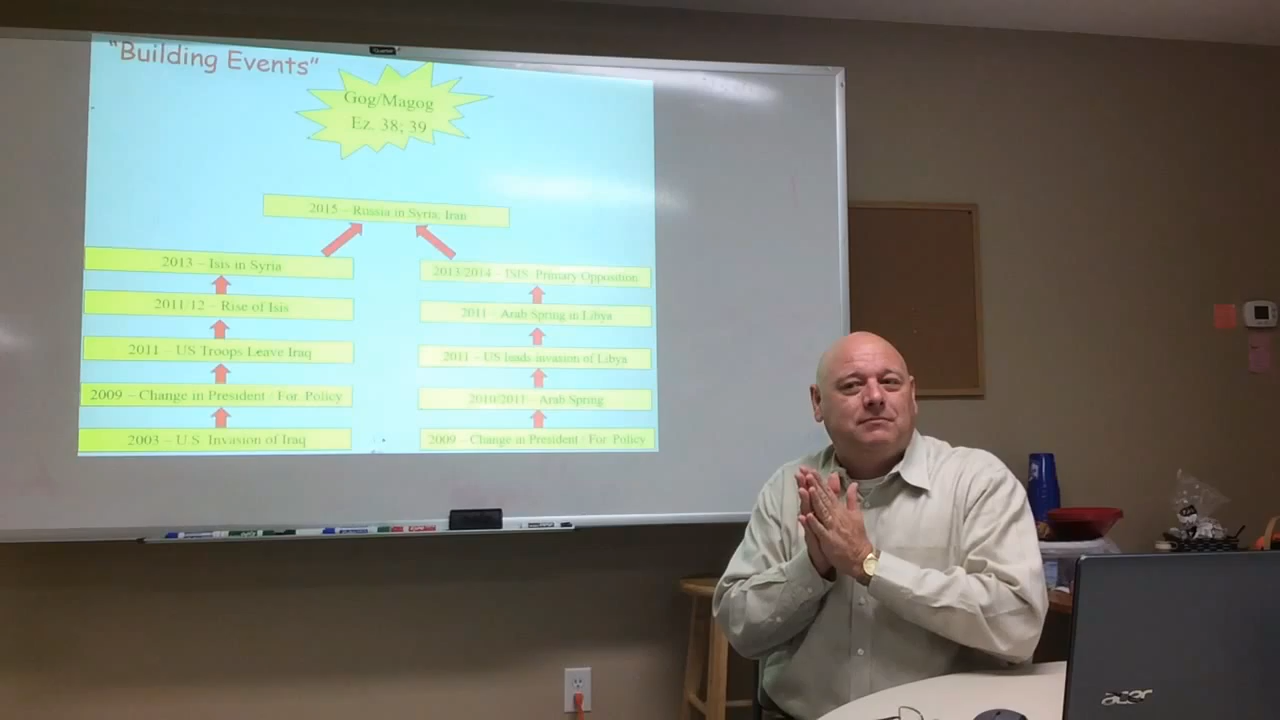 “Building Events”
Gog/Magog
Ez. 38; 39
2015 – Russia in Syria, Iran
2013 – Isis in Syria
2011/12 – Rise of Isis
2011 – US Troops Leave Iraq
2009 – Change in President / For. Policy
2003 – U.S. Invasion of Iraq
2013/2014 – ISIS Primary Opposition
2011 – Arab Spring in Libya
2011 – US leads invasion of Libya
2010/2011 – Arab Spring
2009 – Change in President / For. Policy
acer